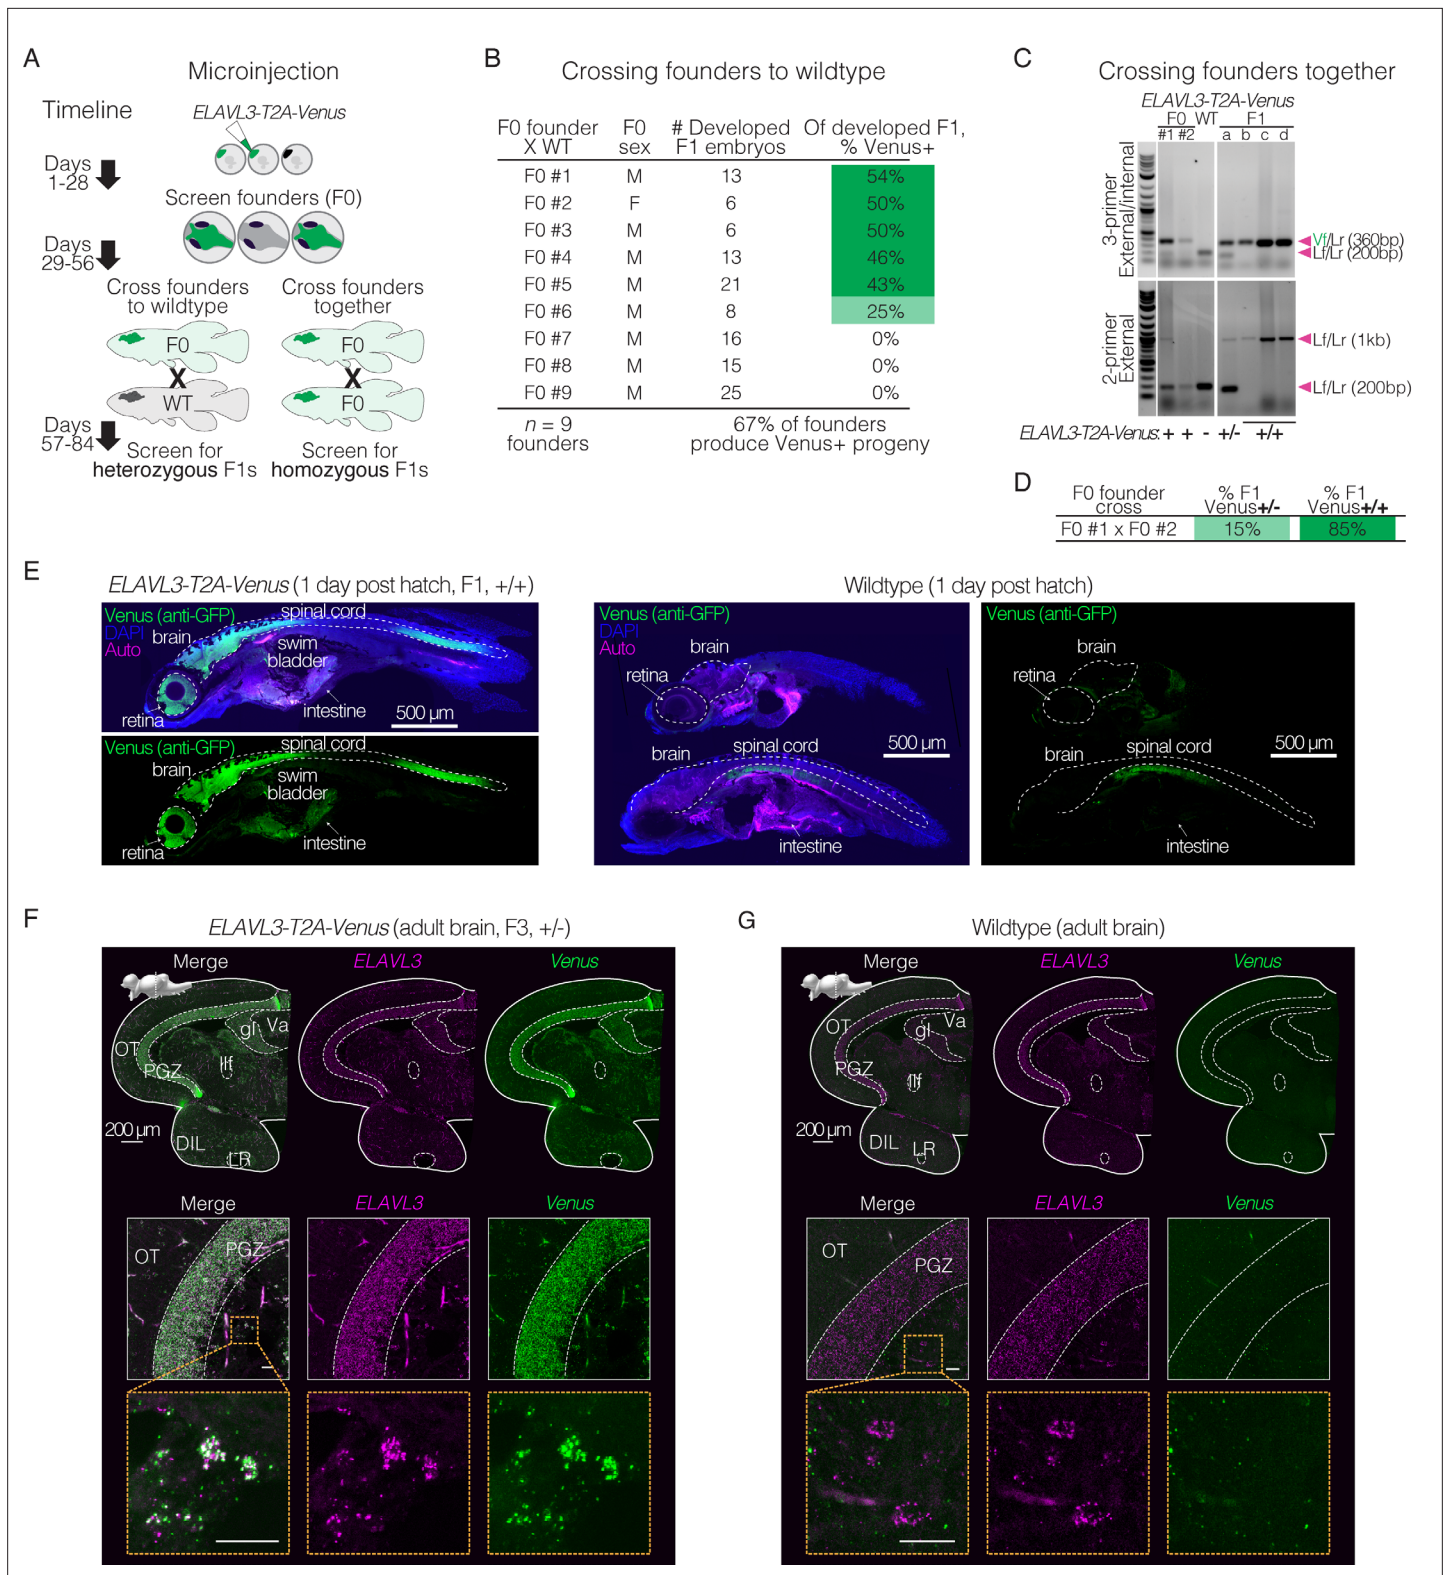 A
Microinjection
Timeline
ELAVL3-T2A-Venus
Days
1-28
Screen founders (F0)
Days
29-56
Cross founders
to wildtype
Cross founders
together
F0
F0
X
X
WT
F0
Days
57-84
Screen for
heterozygous F1s
Screen for
homozygous F1s
B
Crossing founders to wildtype
F0 founder
X WT
F0
sex
# Developed
F1 embryos
Of developed F1,
% Venus+
F0 #1 M 13 54%
F0 #2 F 6 50%
F0 #3 M 6 50%
F0 #4 M 13 46%
F0 #5 M 21 43%
F0 #6 M 8 25%
F0 #7 M 16 0%
F0 #8 M 15 0%
F0 #9 M 25 0%
n = 9
founders
67% of founders
produce Venus+ progeny
C
Crossing founders together
ELAVL3-T2A-Venus
F0 WT F1
#1 #2 a b c d
3-primer
External/internal
Vf/Lr (360bp)
Lf/Lr (200bp)
2-primer
External
Lf/Lr (1kb)
Lf/Lr (200bp)
ELAVL3-T2A-Venus: + + - +/- +/+
D
F0 founder
cross
% F1
Venus+/-
% F1
Venus+/+
F0 #1 x F0 #2 15% 85%
E
ELAVL3-T2A-Venus (1 day post hatch, F1, +/+)
Venus (anti-GFP)
DAPI
Auto
spinal cord
brain
swim
bladder
intestine
retina
500 µm
Venus (anti-GFP)
spinal cord
brain
swim
bladder
intestine
retina
Wildtype (1 day post hatch)
Venus (anti-GFP)
DAPI
Auto
brain
retina
500 µm
brain
spinal cord
intestine
Venus (anti-GFP)
brain
retina
500 µm
brain
spinal cord
intestine
F
ELAVL3-T2A-Venus (adult brain, F3, +/-)
Merge
ELAVL3
Venus
OT
PGZ
gl
Va
llf
200 µm
DIL
LR
Merge
ELAVL3
Venus
OT
PGZ
G
Wildtype (adult brain)
Merge
ELAVL3
Venus
OT
PGZ
gl
Va
llf
200 µm
DIL
LR
Merge
ELAVL3
Venus
OT
PGZ